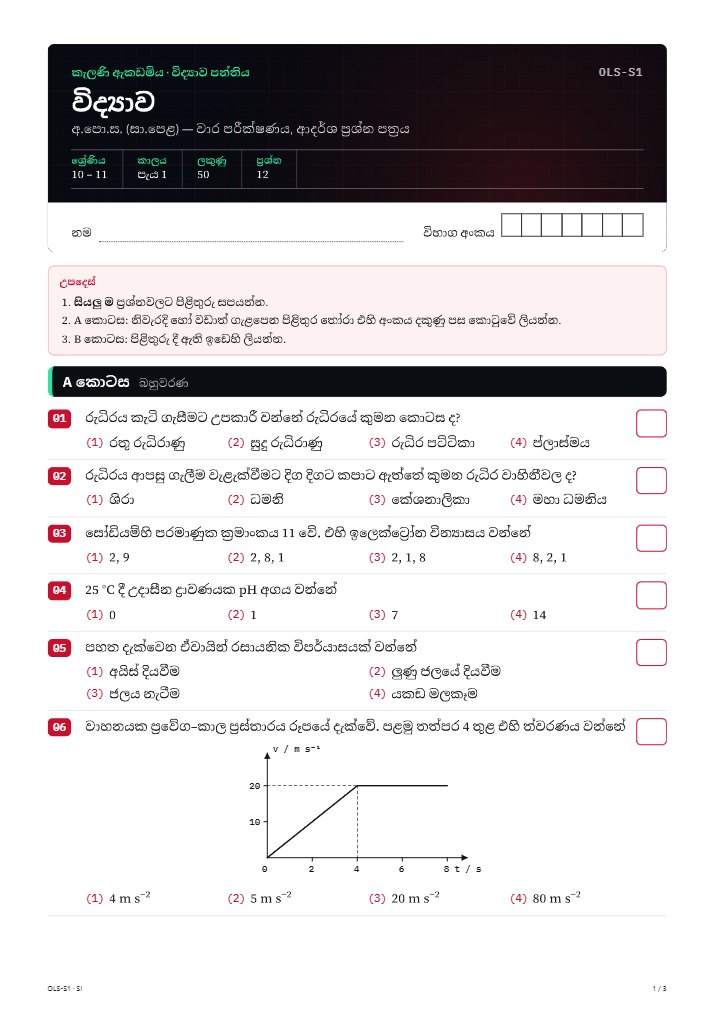 කැලණි ඇකඩමිය · විද්‍යාව පන්තිය
OLS-S1
විද්‍යාව
අ.පො.ස. (සා.පෙළ) — වාර පරීක්ෂණය, ආදර්ශ ප්‍රශ්න පත්‍රය
ශ්‍රේණිය කාලය ලකුණු ප්‍රශ්න
10 – 11 පැය 1 50 12
නම විභාග අංකය
උපදෙස්
1. සියලු ම ප්‍රශ්නවලට පිළිතුරු සපයන්න.
2. A කොටස: නිවැරදි හෝ වඩාත් ගැළපෙන පිළිතුර තෝරා එහි අංකය දකුණු පස කොටුවේ ලියන්න.
3. B කොටස: පිළිතුරු දී ඇති ඉඩෙහි ලියන්න.
A කොටස බහුවරණ
01 රුධිරය කැටි ගැසීමට උපකාරී වන්නේ රුධිරයේ කුමන කොටස ද?
(1) රතු රුධිරාණු (2) සුදු රුධිරාණු (3) රුධිර පට්ටිකා (4) ප්ලාස්මය
02 රුධිරය ආපසු ගැලීම වැළැක්වීමට දිග දිගට කපාට ඇත්තේ කුමන රුධිර වාහිනීවල ද?
(1) ශිරා (2) ධමනි (3) කේශනාලිකා (4) මහා ධමනිය
03 සෝඩියම්හි පරමාණුක ක්‍රමාංකය 11 වේ. එහි ඉලෙක්ට්‍රෝන වින්‍යාසය වන්නේ
(1) 2, 9 (2) 2, 8, 1 (3) 2, 1, 8 (4) 8, 2, 1
04 25 °C දී උදාසීන ද්‍රාවණයක pH අගය වන්නේ
(1) 0 (2) 1 (3) 7 (4) 14
05 පහත දැක්වෙන ඒවායින් රසායනික විපර්යාසයක් වන්නේ
(1) අයිස් දියවීම (2) ලුණු ජලයේ දියවීම
(3) ජලය නැටීම (4) යකඩ මලකෑම
06 වාහනයක ප්‍රවේග–කාල ප්‍රස්තාරය රූපයේ දැක්වේ. පළමු තත්පර 4 තුළ එහි ත්වරණය වන්නේ
v / m s⁻¹
20
10
0 2 4 6 8 t / s
(1) 4 m s⁻² (2) 5 m s⁻² (3) 20 m s⁻² (4) 80 m s⁻²
OLS-S1 · SI
1 / 3